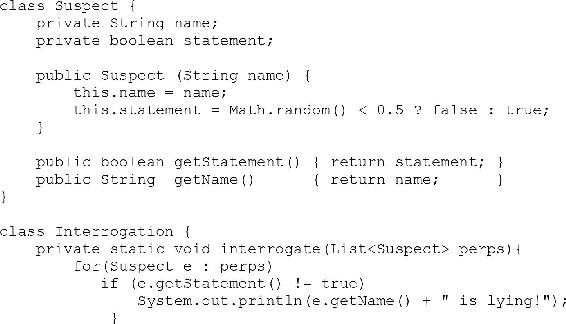 class Suspect {
    private String name;
    private boolean statement;

    public Suspect (String name) {
        this.name = name;
        this.statement = Math.random() < 0.5 ? false : true;
    }

    public boolean getStatement() { return statement; }
    public String  getName()      { return name;      }
}

class Interrogation {
    private static void interrogate(List<Suspect> perps){
        for(Suspect e : perps)
           if (e.getStatement() != true)
               System.out.println(e.getName() + " is lying!");
            }